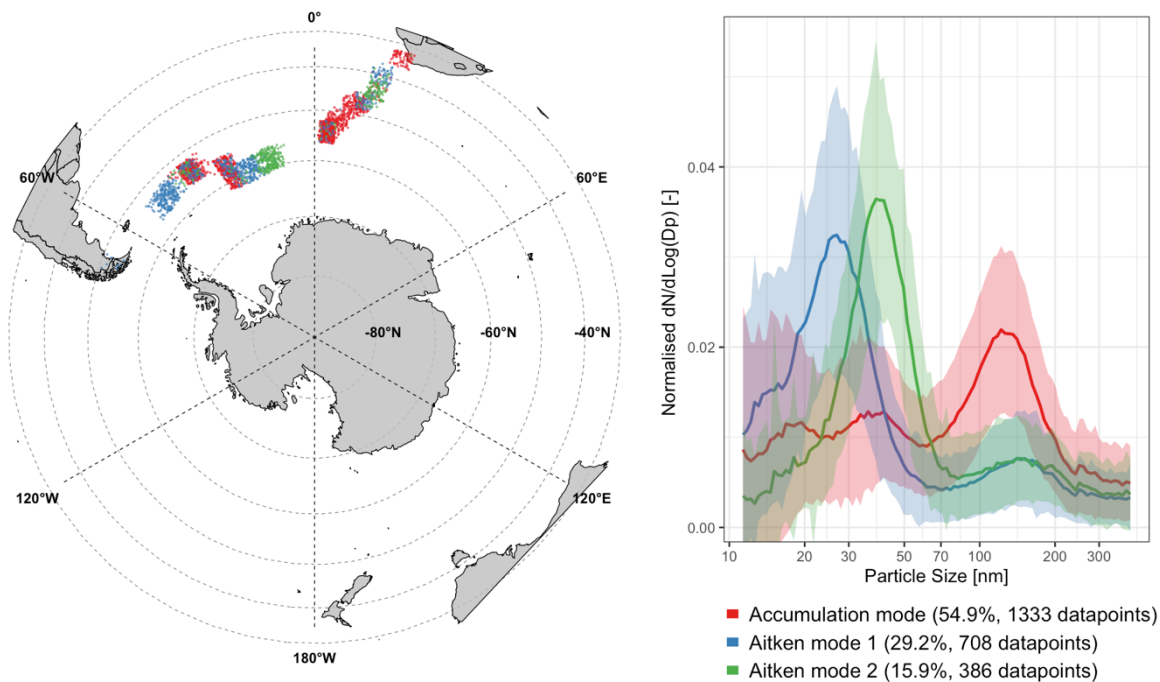 0°
60°W
60°E
-80°N
-60°N
-40°N
120°W
120°E
180°W
Normalised dN/dLog(Dp) [-]
0.04
0.02
0.00
10
20
30
50
70
100
200
300
Particle Size [nm]
Accumulation mode (54.9%, 1333 datapoints)
Aitken mode 1 (29.2%, 708 datapoints)
Aitken mode 2 (15.9%, 386 datapoints)